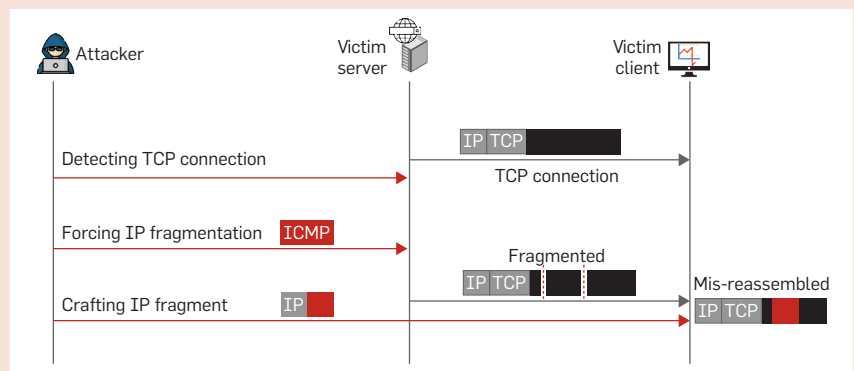 Attacker
Victim
server
Victim
client
IP TCP
Detecting TCP connection
TCP connection
Forcing IP fragmentation
ICMP
Fragmented
IP TCP
Mis-reassembled
Crafting IP fragment
IP
IP TCP